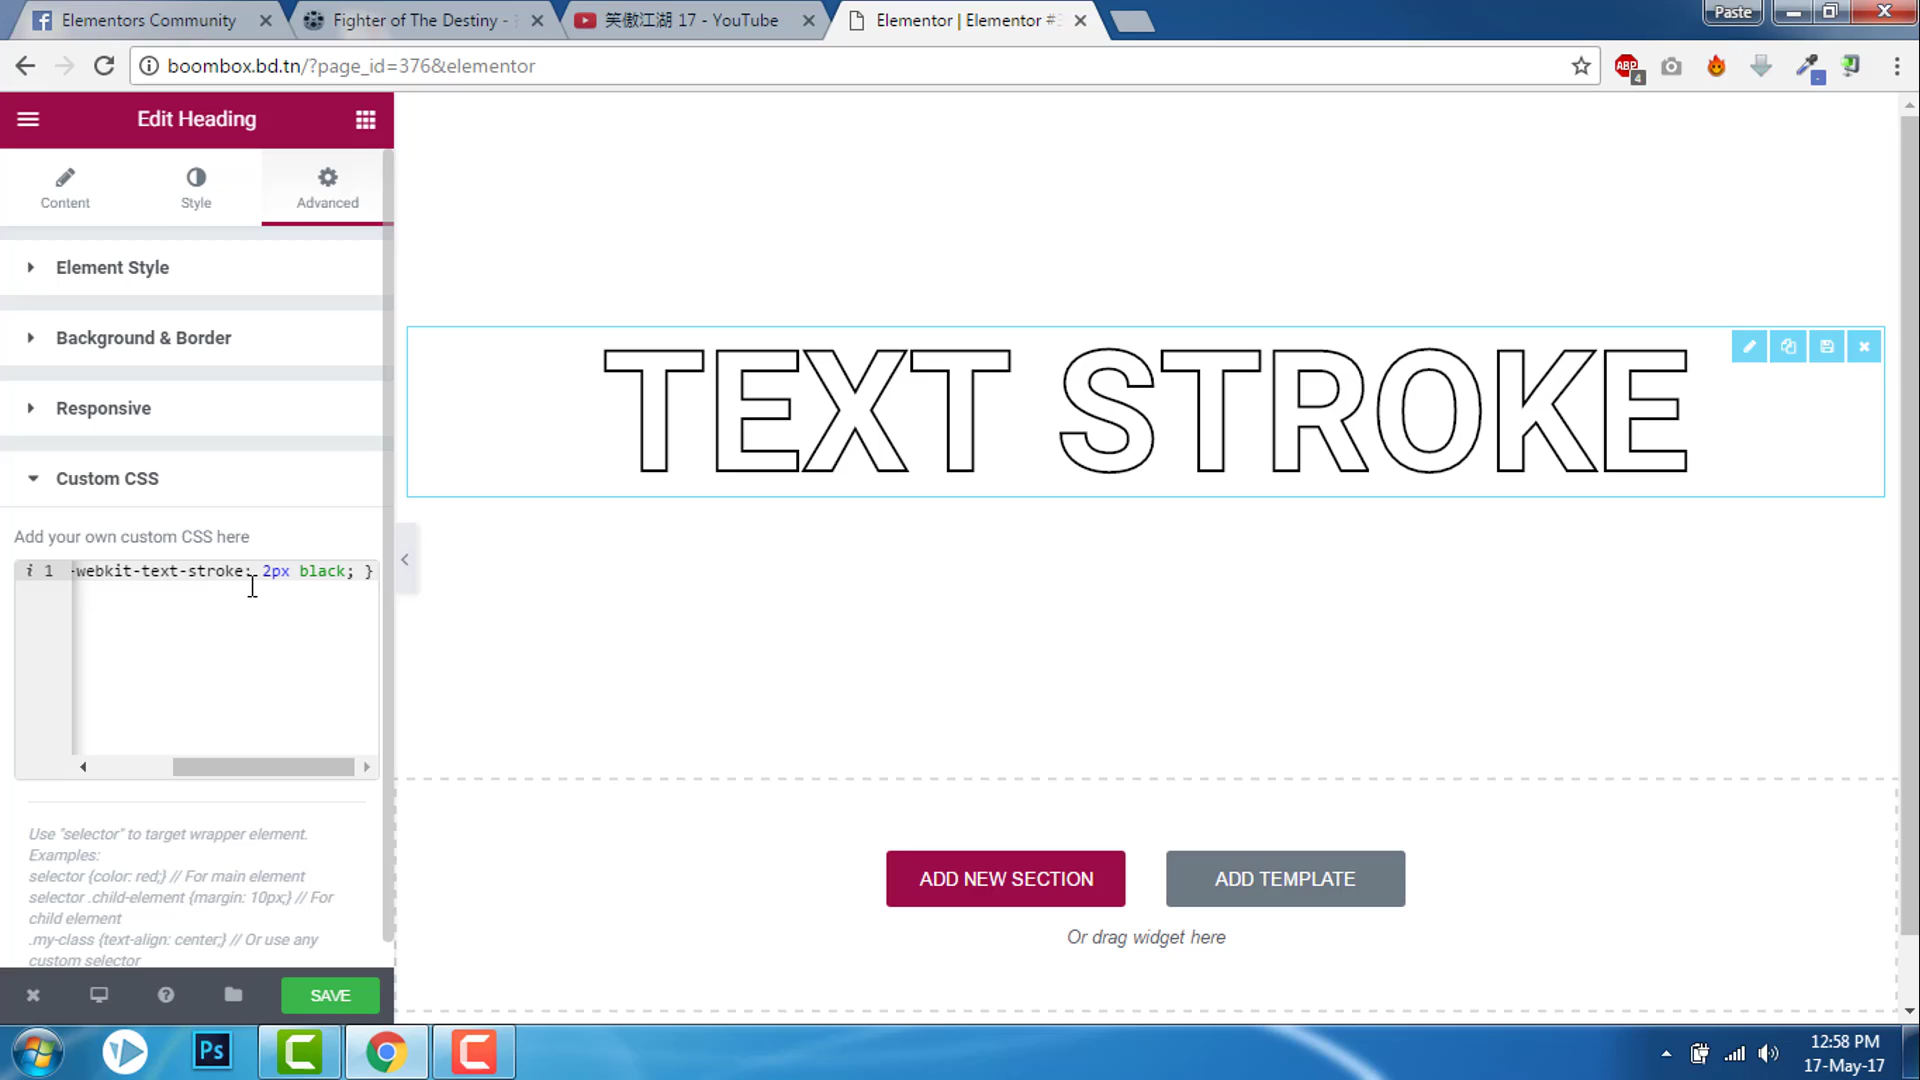 Elementors Community
Fighter of The Destiny -
笑傲江湖 17 - YouTube
Elementor | Elementor #
Paste
boombox.bd.tn/?page_id=376&elementor
ABP
4
Edit Heading
Content
Style
Advanced
Element Style
Background & Border
Responsive
Custom CSS
Add your own custom CSS here
i 1 -webkit-text-stroke: 2px black; }
Use "selector" to target wrapper element.
Examples:
selector {color: red;} // For main element
selector .child-element {margin: 10px;} // For
child element
.my-class {text-align: center;} // Or use any
custom selector
SAVE
TEXT STROKE
ADD NEW SECTION
ADD TEMPLATE
Or drag widget here
Ps
12:58 PM
17-May-17